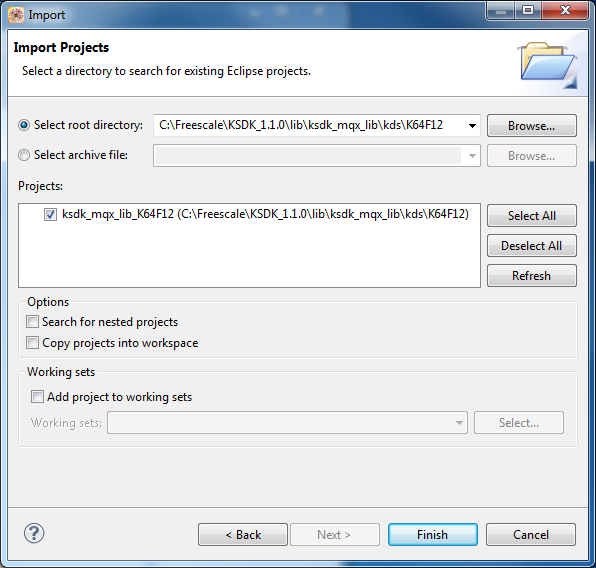 Import
Import Projects
Select a directory to search for existing Eclipse projects.
Select root directory: C:\Freescale\KSDK_1.1.0\lib\ksdk_mqx_lib\kds\K64F12 Browse...
Select archive file: Browse...
Projects:
ksdk_mqx_lib_K64F12 (C:\Freescale\KSDK_1.1.0\lib\ksdk_mqx_lib\kds\K64F12)
Select All
Deselect All
Refresh
Options
Search for nested projects
Copy projects into workspace
Working sets
Add project to working sets
Working sets: Select...
? < Back Next > Finish Cancel